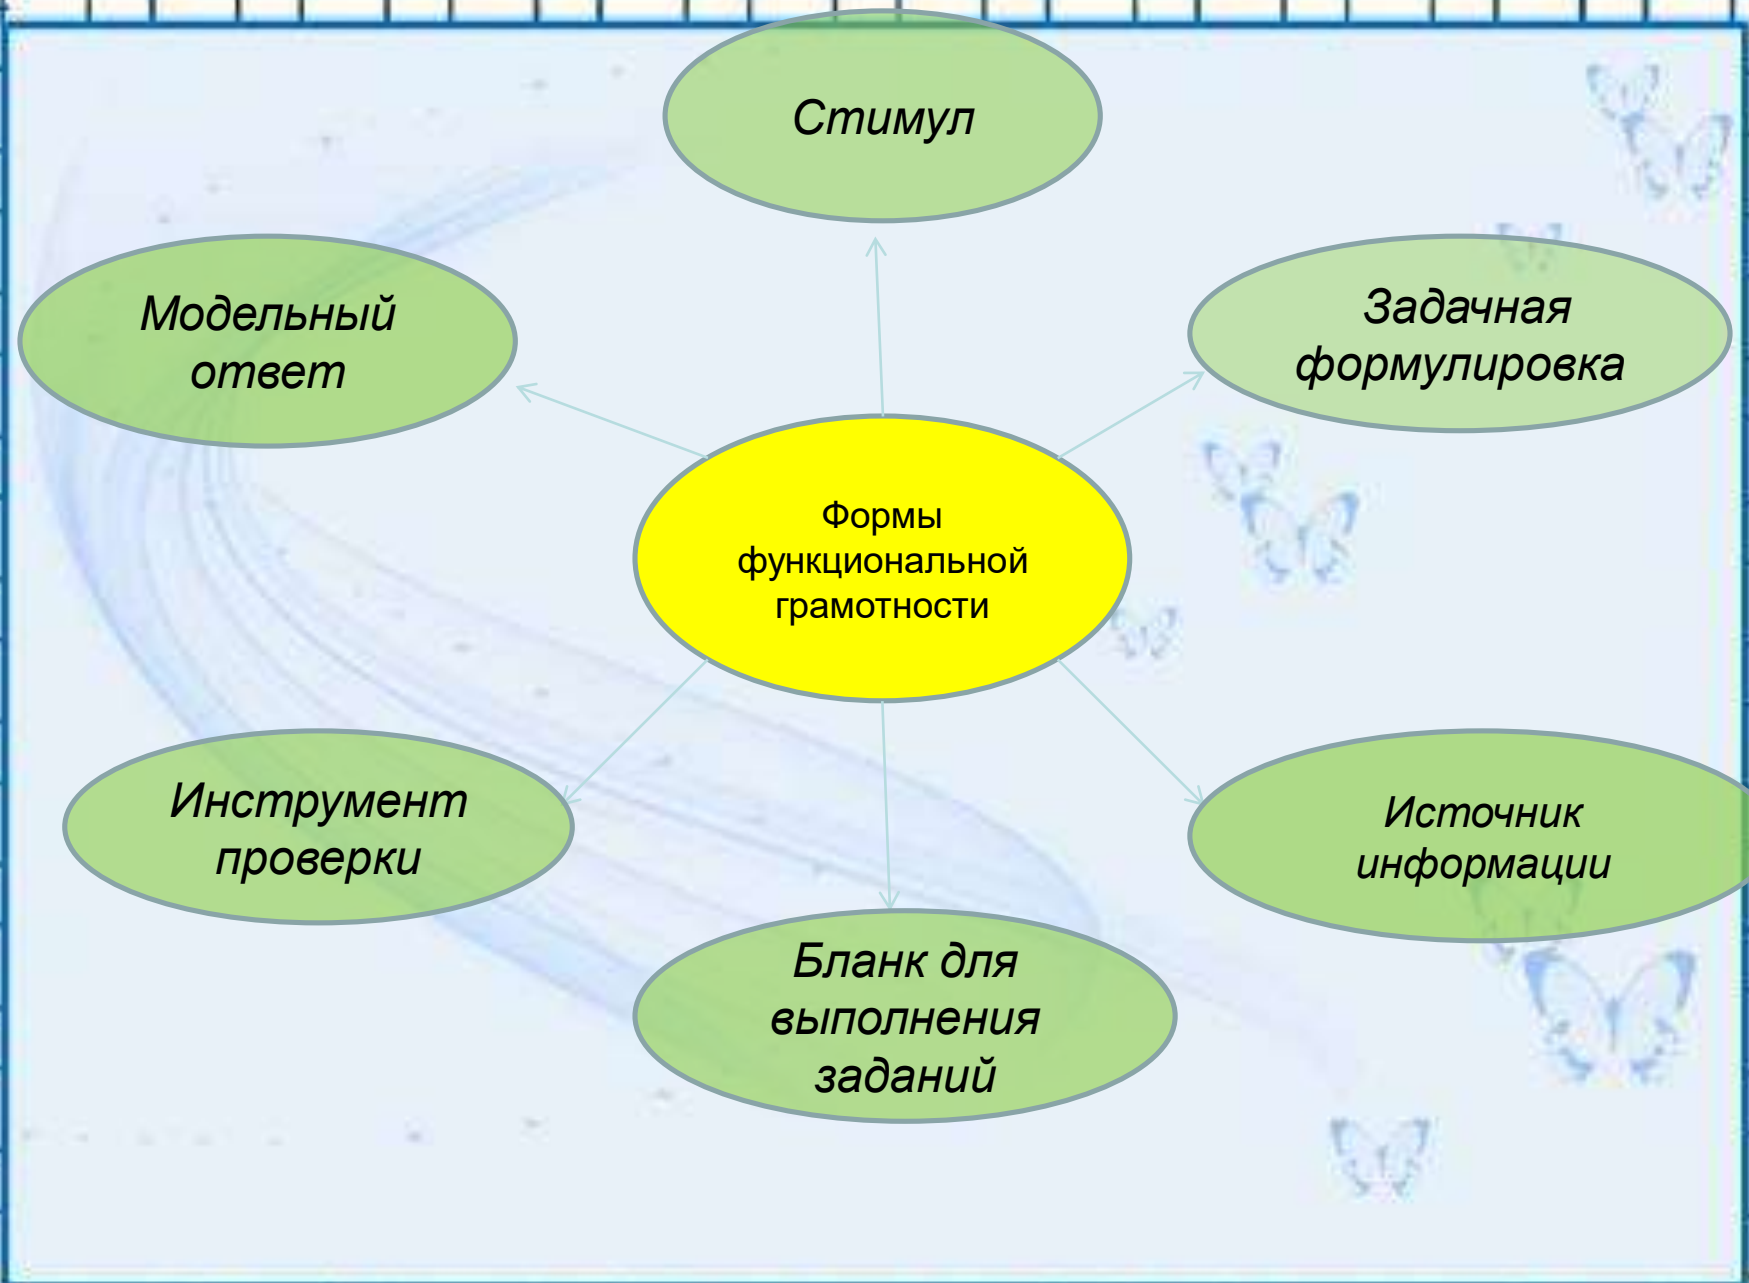 Стимул
Модельный
ответ
Задачная
формулировка
Формы
функциональной
грамотности
Инструмент
проверки
Источник
информации
Бланк для
выполнения
заданий